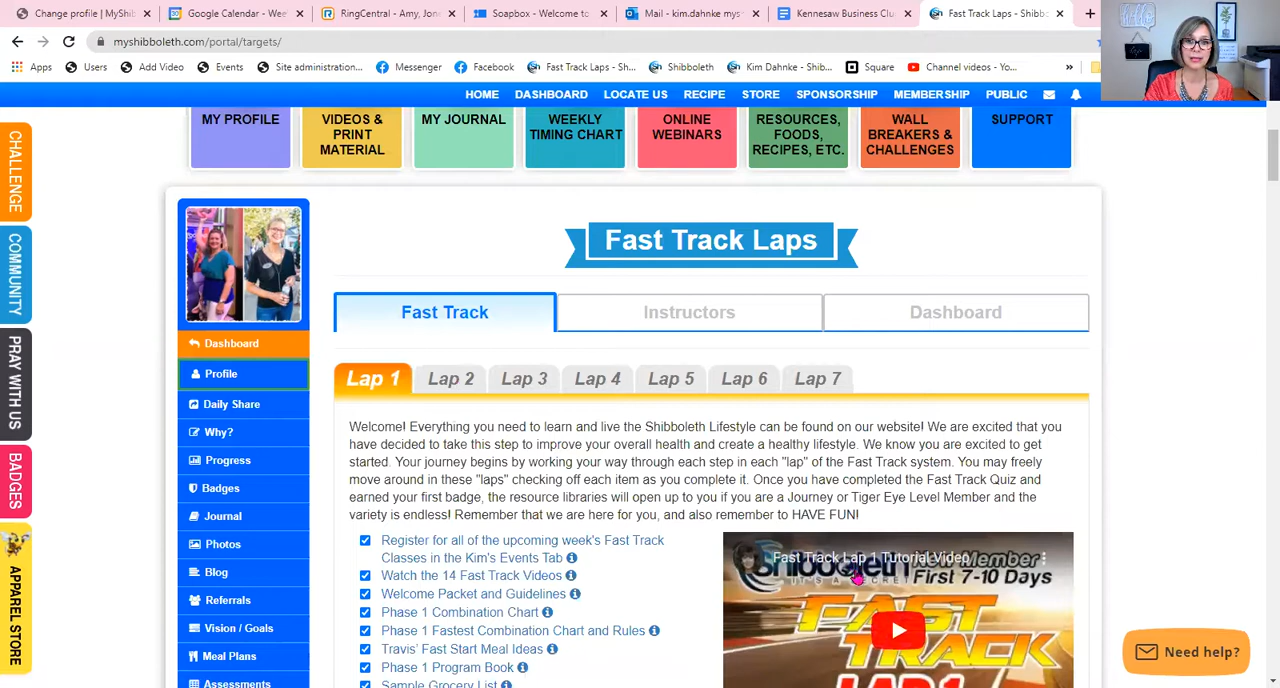 Change profile | MyShib
Google Calendar - Wee
RingCentral - Amy, Jon
Soapbox - Welcome to
Mail - kim.dahnke mys
Kennesaw Business Clu
Fast Track Laps - Shibb
myshibboleth.com/portal/targets/
Apps
Users
Add Video
Events
Site administration...
Messenger
Face
Fast Track Laps - Sh...
Shibboleth
Kim Dahnke - Shib...
Square
Channel videos - Yo...
HOME
DASHBOARD
LOCATE US
RECIPE
STORE
SPONSORSHIP
MEMBERSHIP
PUBLIC
MY PROFILE
VIDEOS &
PRINT
MATERIAL
MY JOURNAL
WEEKLY
TIMING CHART
ONLINE
WEBINARS
RESOURCES,
FOODS,
RECIPES, ETC.
WALL
BREAKERS &
CHALLENGES
SUPPORT
CHALLENGE
COMMUNITY
PRAY WITH US
BADGES
APPAREL STORE
Fast Track Laps
Fast Track
Instructors
Dashboard
Dashboard
Profile
Daily Share
Why?
Progress
Badges
Journal
Photos
Blog
Referrals
Vision / Goals
Meal Plans
Assessments
Lap 1
Lap 2
Lap 3
Lap 4
Lap 5
Lap 6
Lap 7
Welcome! Everything you need to learn and live the Shibboleth Lifestyle can be found on our website! We are excited that you
have decided to take this step to improve your overall health and create a healthy lifestyle. We know you are excited to get
started. Your journey begins by working your way through each step in each "lap" of the Fast Track system. You may freely
move around in these "laps" checking off each item as you complete it. Once you have completed the Fast Track Quiz and
earned your first badge, the resource libraries will open up to you if you are a Journey or Tiger Eye Level Member and the
variety is endless! Remember that we are here for you, and also remember to HAVE FUN!
Register for all of the upcoming week's Fast Track
Classes in the Kim's Events Tab
Watch the 14 Fast Track Videos
Welcome Packet and Guidelines
Phase 1 Combination Chart
Phase 1 Fastest Combination Chart and Rules
Travis' Fast Start Meal Ideas
Phase 1 Program Book
Sample Grocery List
Fast Track Lap 1 Tutorial Video
Shibboleth
IT'S A SECRET
Member
First 7-10 Days
FAST
TRACK
LAP 1
Need help?